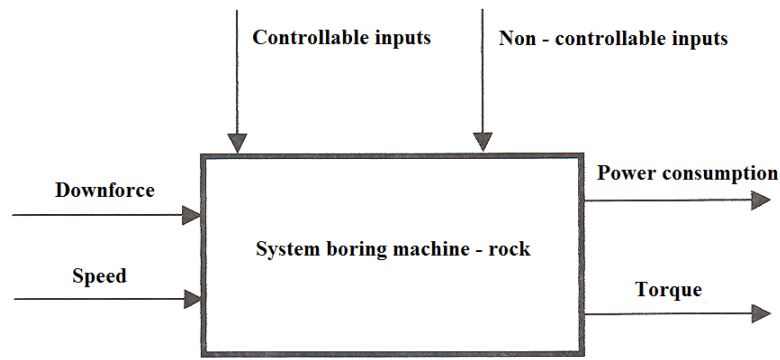 Controllable inputs
Non - controllable inputs
Downforce
Power consumption
System boring machine - rock
Speed
Torque